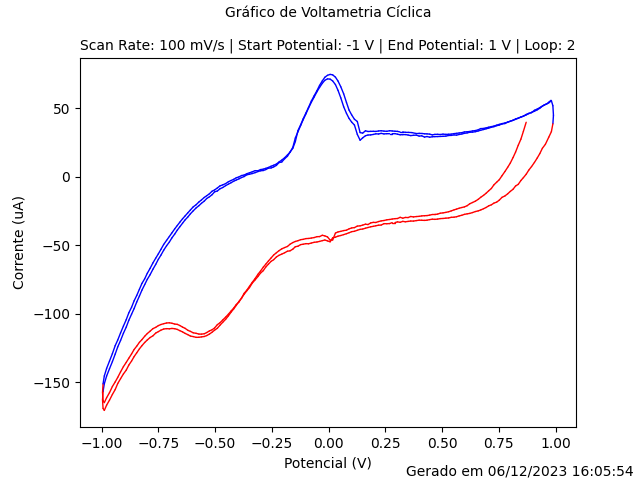 Gráfico de Voltametria Cíclica
Scan Rate: 100 mV/s | Start Potential: -1 V | End Potential: 1 V | Loop: 2
50
0
−50
−100
−150
Corrente (uA)
−1.00 −0.75 −0.50 −0.25 0.00 0.25 0.50 0.75 1.00
Potencial (V)
Gerado em 06/12/2023 16:05:54